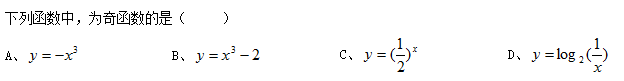 下列函数中，为奇函数的是（　　）
A、y = −x³　　B、y = x³ − 2　　C、y = (1/2)ˣ　　D、y = log₂(1/x)